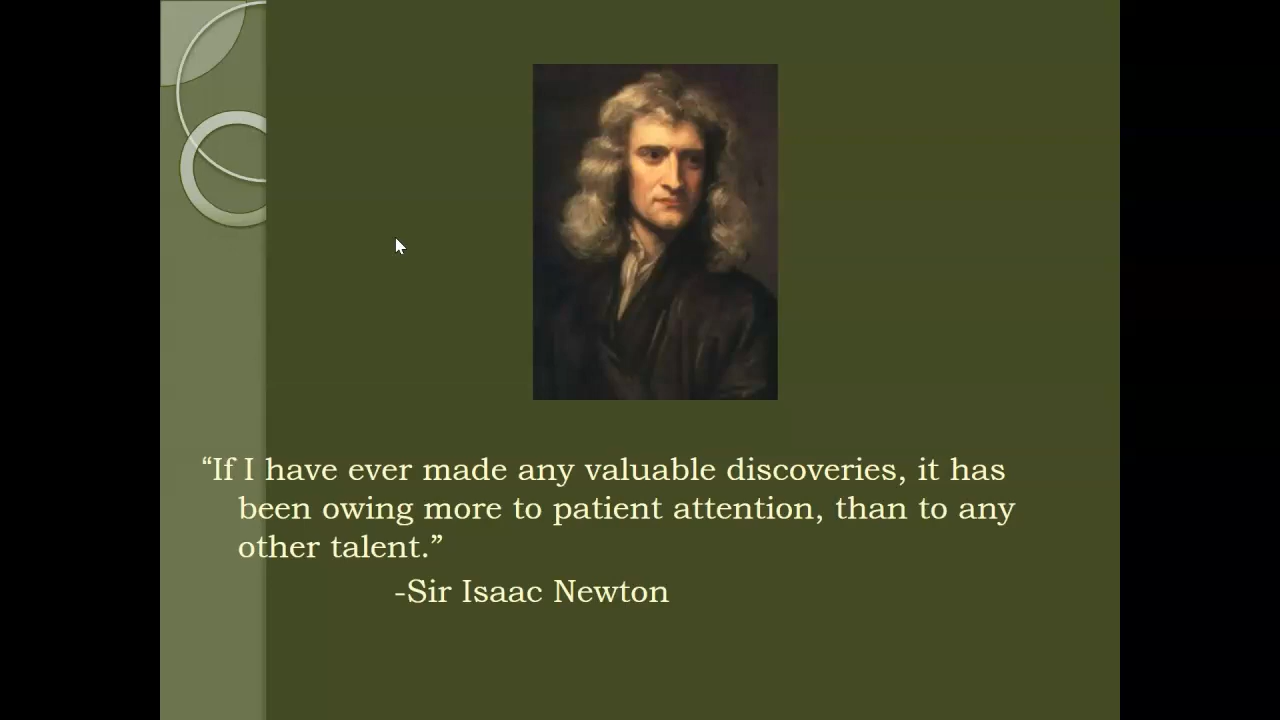 “If I have ever made any valuable discoveries, it has
been owing more to patient attention, than to any
other talent.”
-Sir Isaac Newton